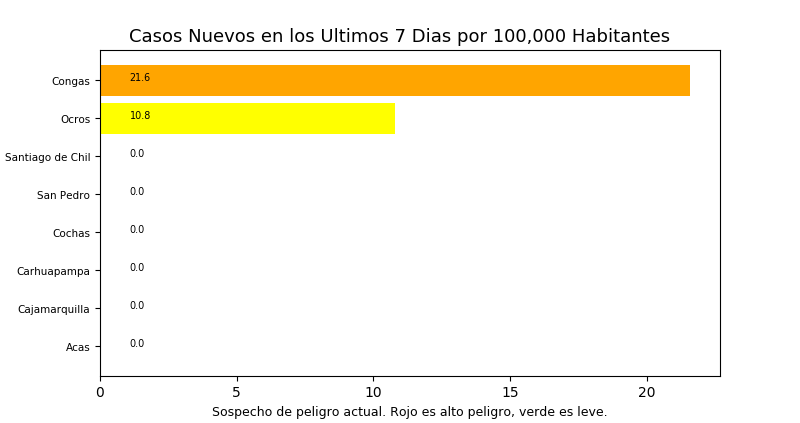 Casos Nuevos en los Ultimos 7 Dias por 100,000 Habitantes
Congas 21.6
Ocros 10.8
Santiago de Chil 0.0
San Pedro 0.0
Cochas 0.0
Carhuapampa 0.0
Cajamarquilla 0.0
Acas 0.0
0 5 10 15 20
Sospecho de peligro actual. Rojo es alto peligro, verde es leve.